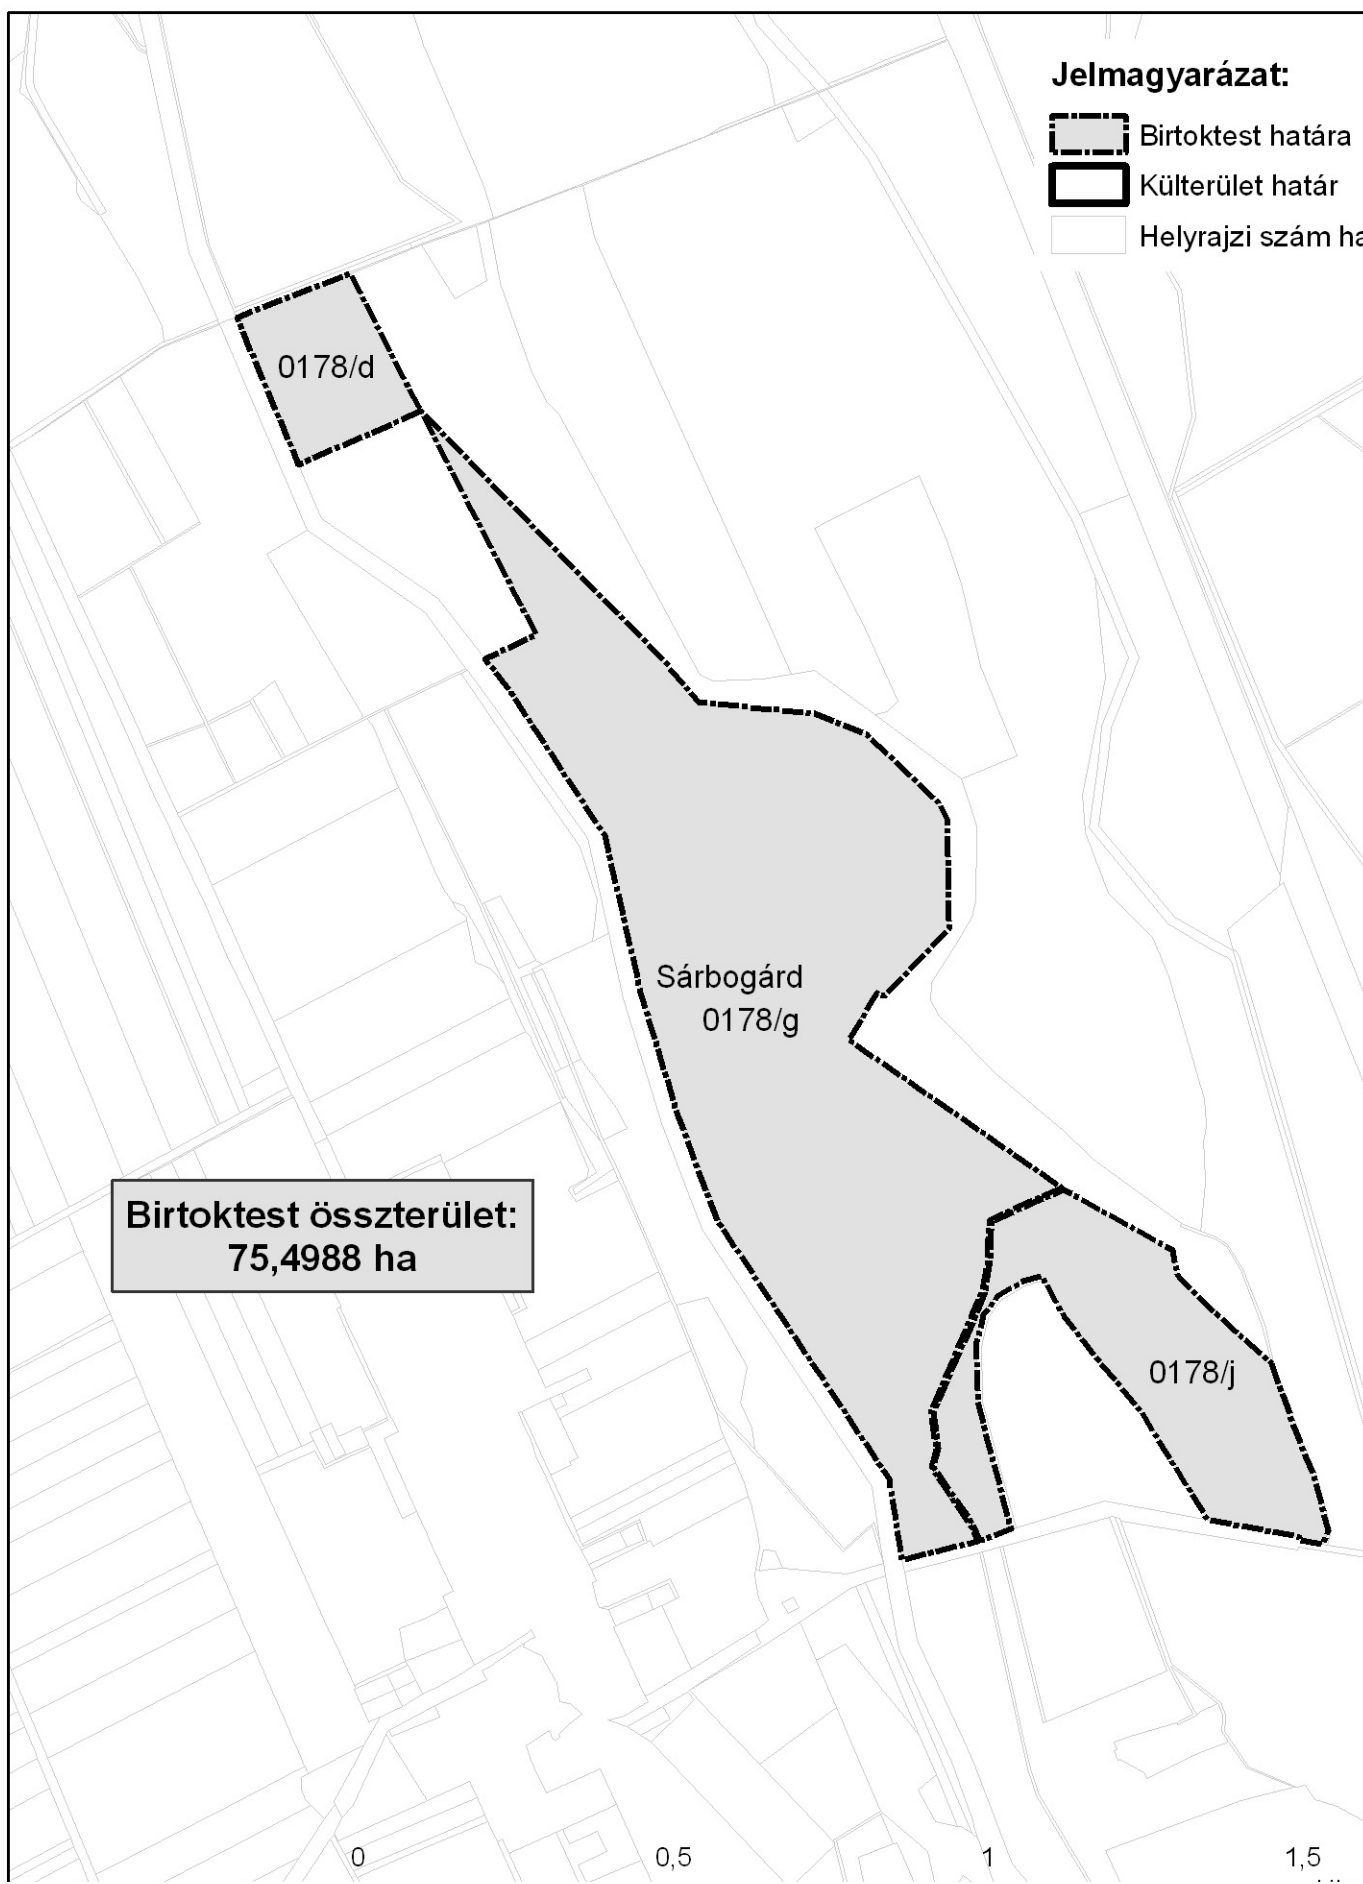 Jelmagyarázat:
Birtoktest határa
Külterület határ
Helyrajzi szám
0178/d
Sárbogárd
0178/g
Birtoktest összterület:
75,4988 ha
0178/j
0 0,5 1 1,5